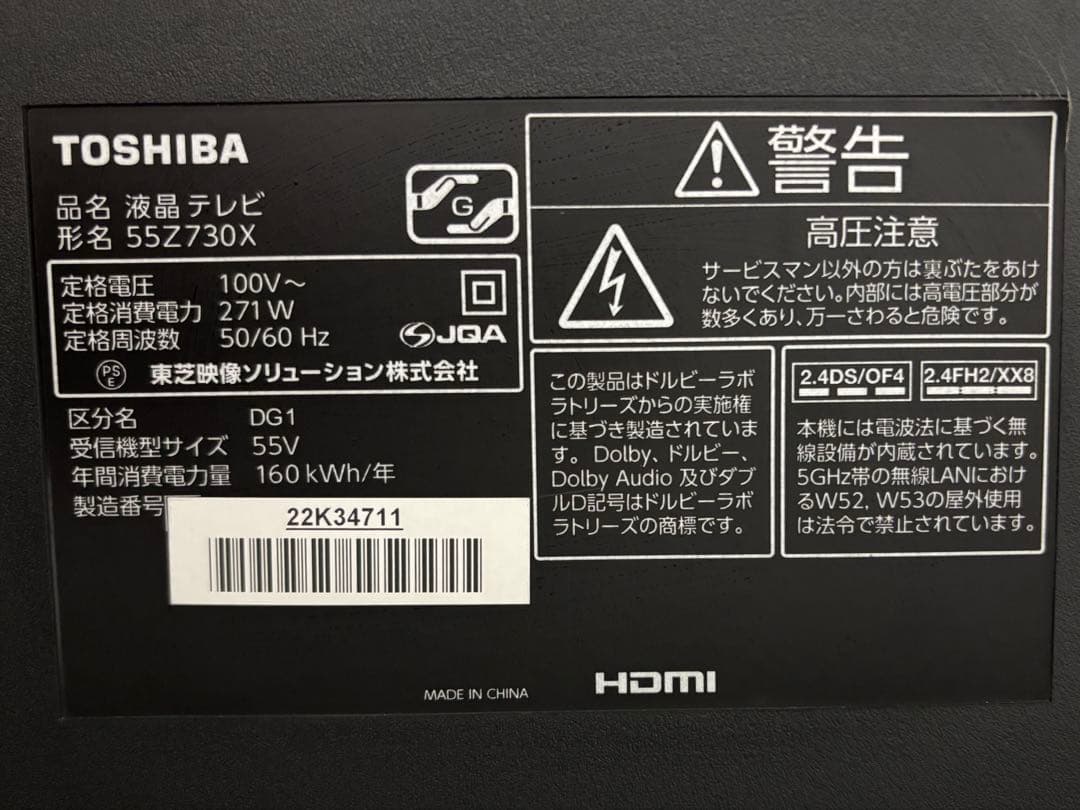 TOSHIBA
品名 液晶テレビ
形名 55Z730X
G
定格電圧 100V～
定格消費電力 271W
定格周波数 50/60 Hz
JQA
PS
E
東芝映像ソリューション株式会社
区分名 DG1
受信機型サイズ 55V
年間消費電力量 160kWh/年
製造番号
22K34711
警告
高圧注意
サービスマン以外の方は裏ぶたをあけ
ないでください。内部には高電圧部分が
数多くあり、万一さわると危険です。
この製品はドルビーラボ
ラトリーズからの実施権
に基づき製造されていま
す。Dolby、ドルビー、
Dolby Audio 及びダブ
ルD記号はドルビーラボ
ラトリーズの商標です。
2.4DS/OF4
2.4FH2/XX8
本機には電波法に基づく無
線設備が内蔵されています。
5GHz帯の無線LANにおけ
るW52, W53の屋外使用
は法令で禁止されています。
MADE IN CHINA
HDMI